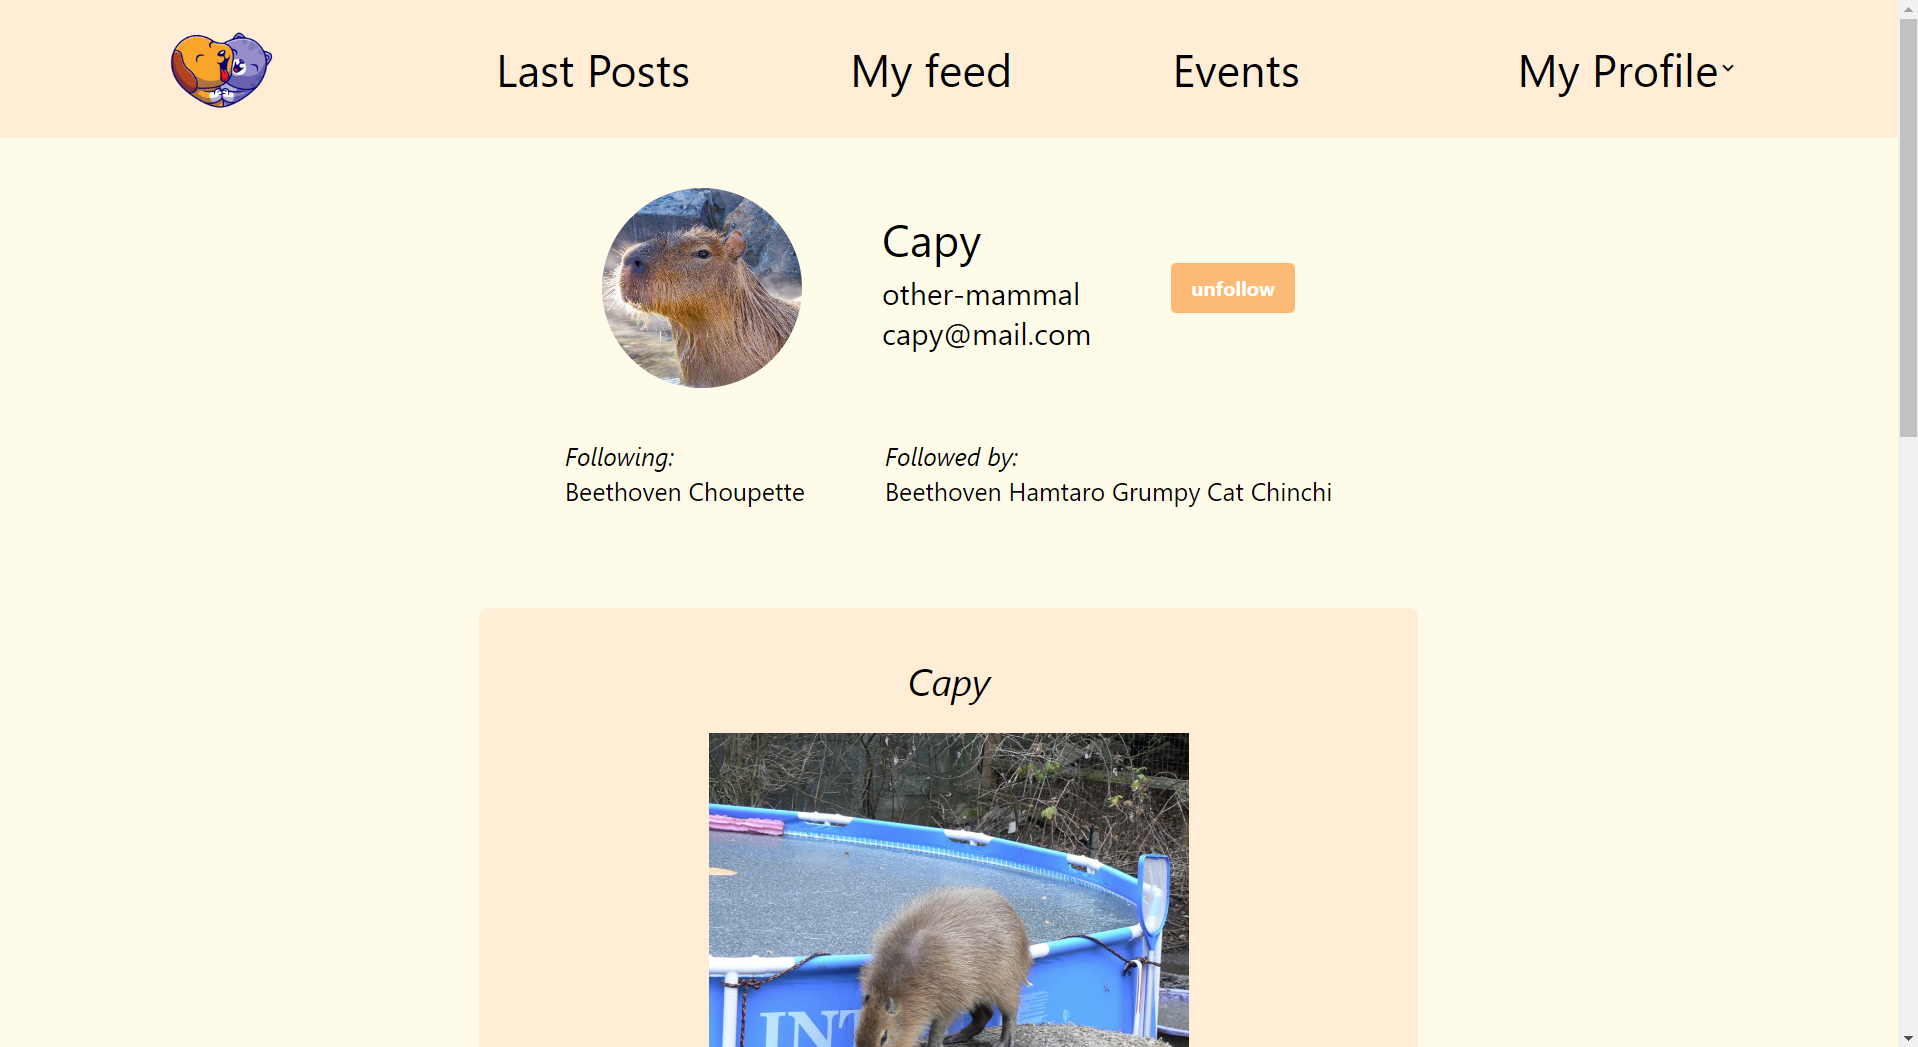 Last Posts My feed Events My Profile
Capy
other-mammal
capy@mail.com
unfollow
Following:
Beethoven Choupette
Followed by:
Beethoven Hamtaro Grumpy Cat Chinchi
Capy